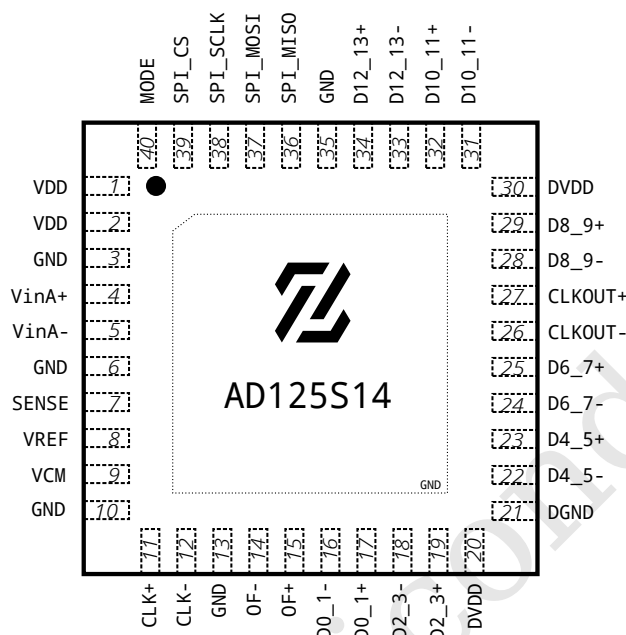 MODE
SPI_CS
SPI_SCLK
SPI_MOSI
SPI_MISO
GND
D12_13+
D12_13-
D10_11+
D10_11-
40
39
38
37
36
35
34
33
32
31
VDD 1
VDD 2
GND 3
VinA+ 4
VinA- 5
GND 6
SENSE 7
VREF 8
VCM 9
GND 10
30 DVDD
29 D8_9+
28 D8_9-
27 CLKOUT+
26 CLKOUT-
25 D6_7+
24 D6_7-
23 D4_5+
22 D4_5-
21 DGND
AD125S14
GND
11
12
13
14
15
16
17
18
19
20
CLK+
CLK-
GND
OF-
OF+
D0_1-
D0_1+
D2_3-
D2_3+
DVDD